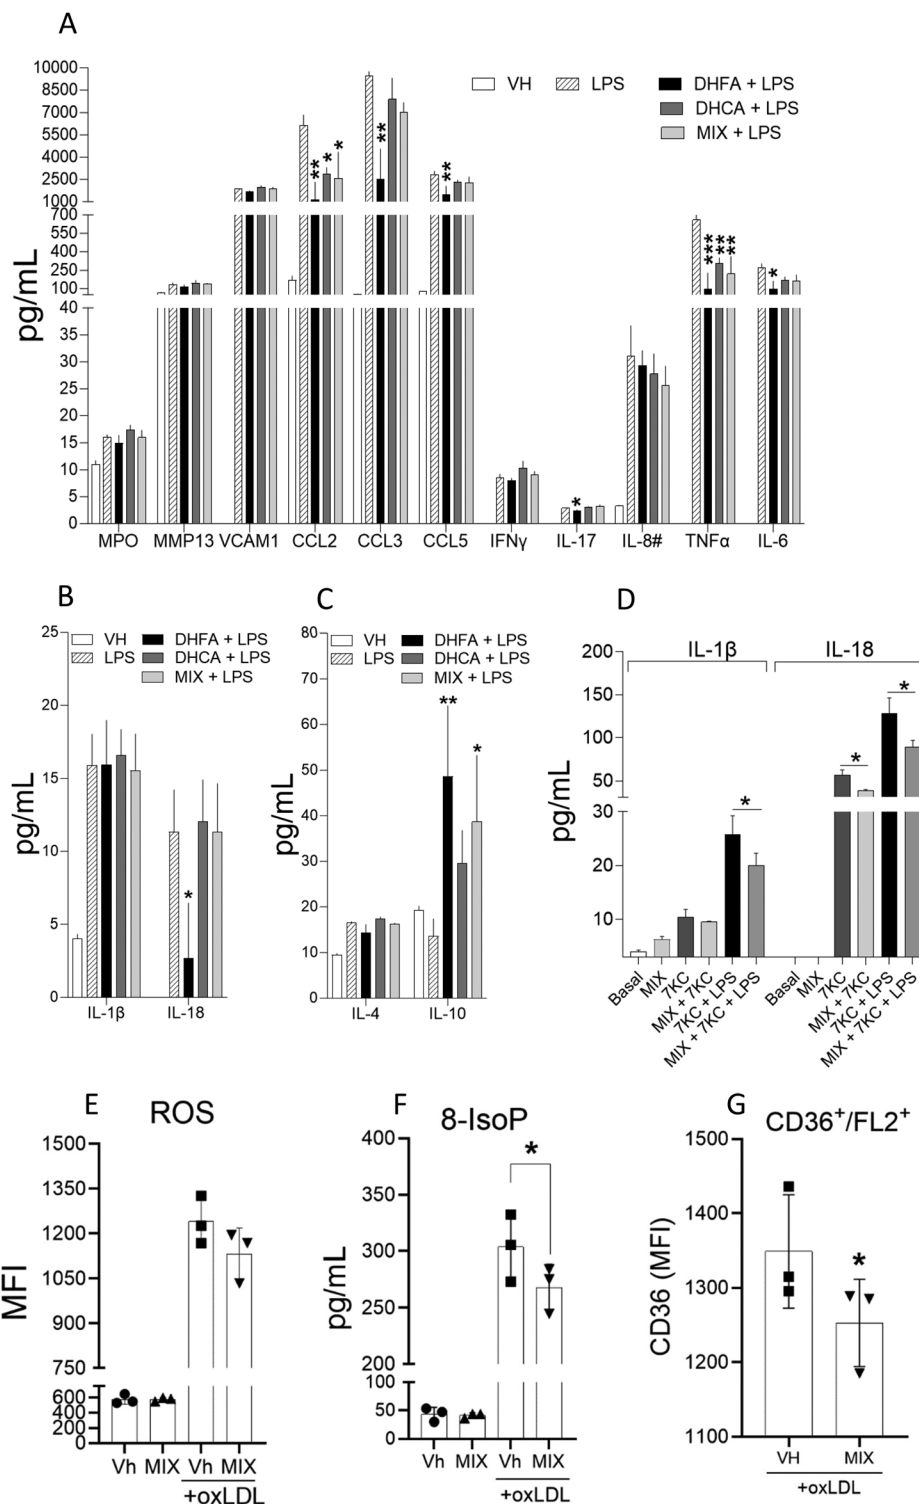 A
10000
8500
7000
5500
4000
2500
1000
700
550
400
250
100
40
35
30
25
20
15
10
5
0
pg/mL
VH
LPS
DHFA + LPS
DHCA + LPS
MIX + LPS
**
*
*
**
**
*
***
***
**
*
MPO MMP13 VCAM1 CCL2 CCL3 CCL5 IFNγ IL-17 IL-8# TNFα IL-6
B
25
20
15
10
5
0
pg/mL
VH
LPS
DHFA + LPS
DHCA + LPS
MIX + LPS
*
IL-1β IL-18
C
80
70
60
50
40
30
20
10
0
pg/mL
VH
LPS
DHFA + LPS
DHCA + LPS
MIX + LPS
**
*
IL-4 IL-10
D
200
150
100
50
30
20
10
pg/mL
IL-1β
IL-18
*
*
*
Basal
MIX
7KC
MIX + 7KC
7KC + LPS
MIX + 7KC + LPS
Basal
MIX
7KC
MIX + 7KC
7KC + LPS
MIX + 7KC + LPS
E
ROS
1500
1350
1200
1050
900
750
600
400
200
0
MFI
Vh MIX Vh MIX
+oxLDL
F
8-IsoP
400
350
300
250
200
100
50
0
pg/mL
*
Vh MIX Vh MIX
+oxLDL
G
CD36⁺/FL2⁺
1500
1400
1300
1200
1100
CD36 (MFI)
*
VH MIX
+oxLDL